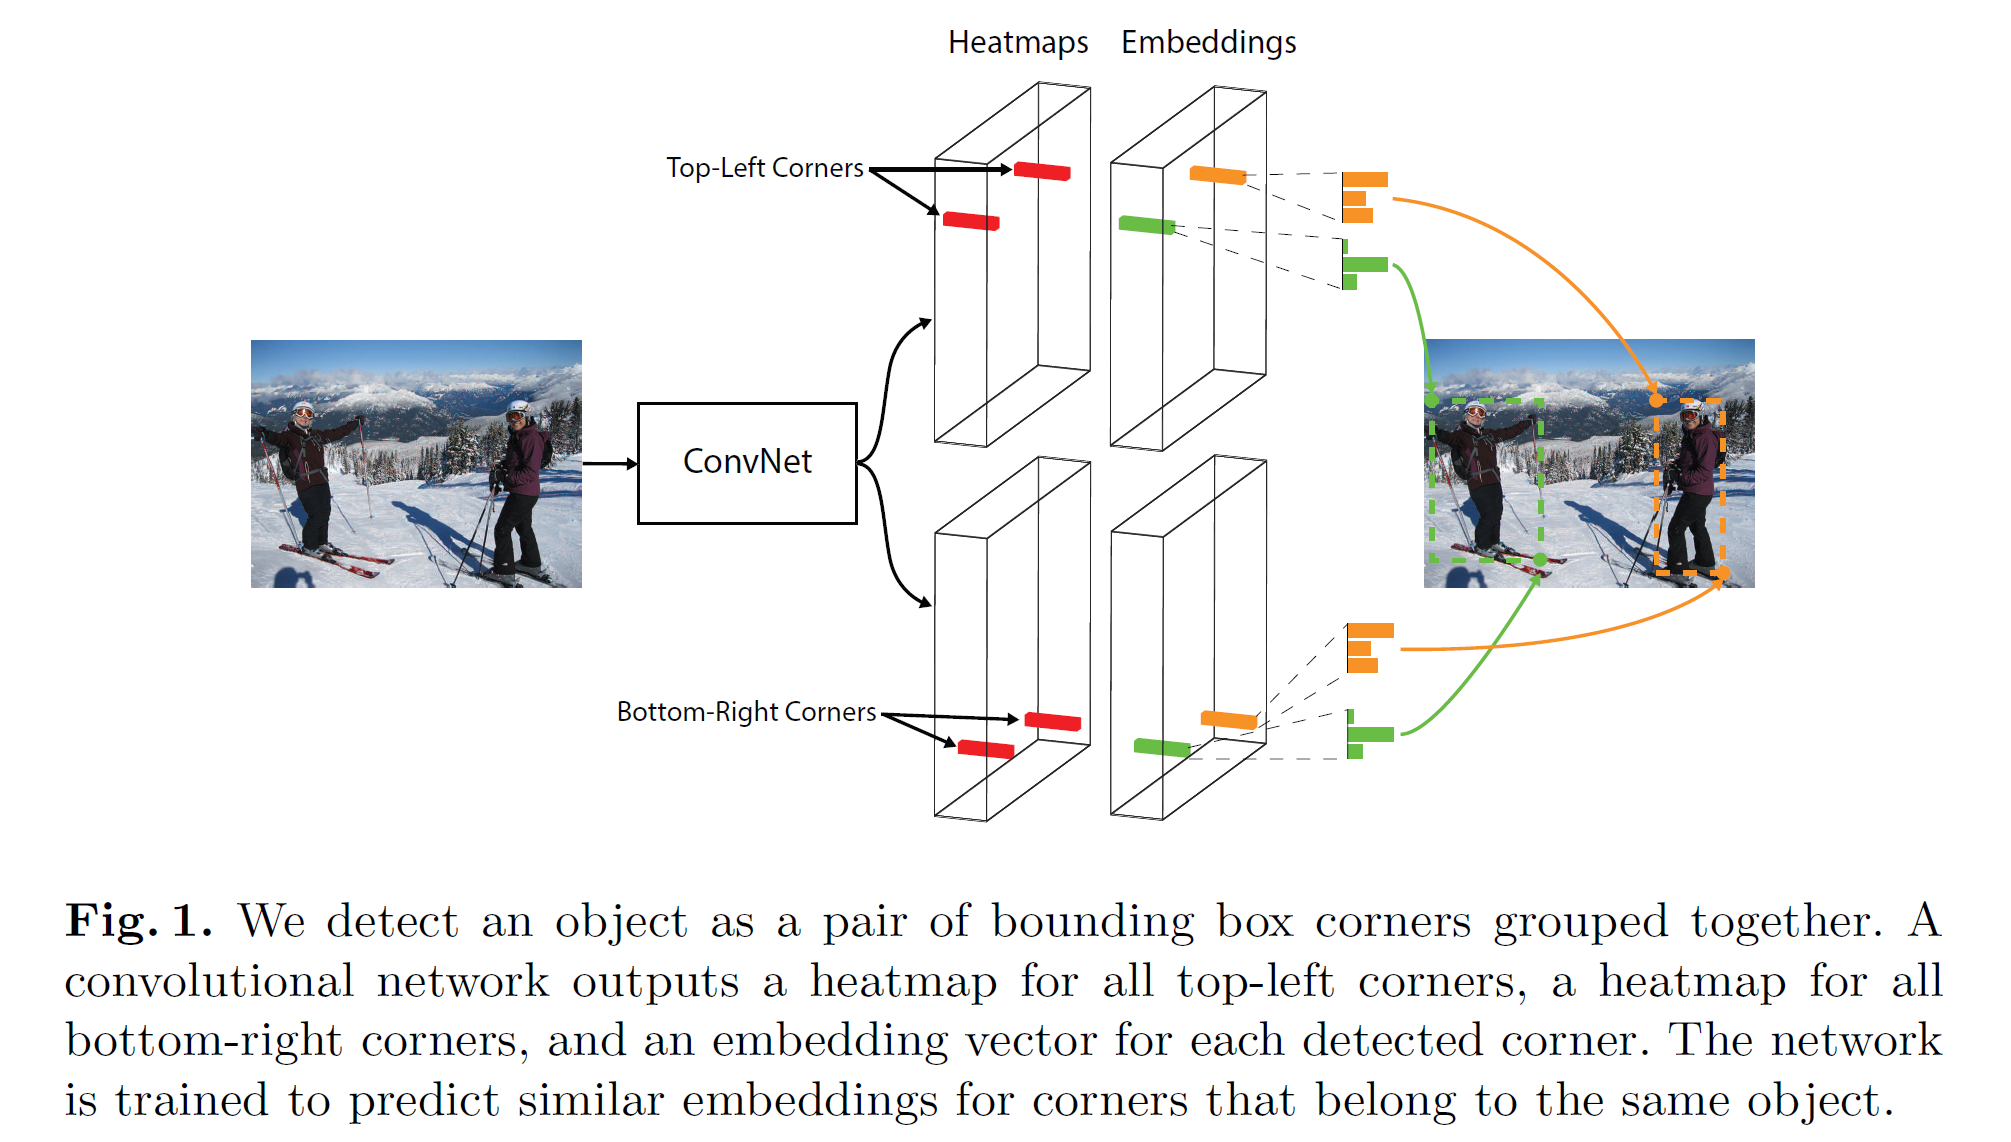 Heatmaps Embeddings
Top-Left Corners
ConvNet
Bottom-Right Corners
Fig. 1. We detect an object as a pair of bounding box corners grouped together. A
convolutional network outputs a heatmap for all top-left corners, a heatmap for all
bottom-right corners, and an embedding vector for each detected corner. The network
is trained to predict similar embeddings for corners that belong to the same object.